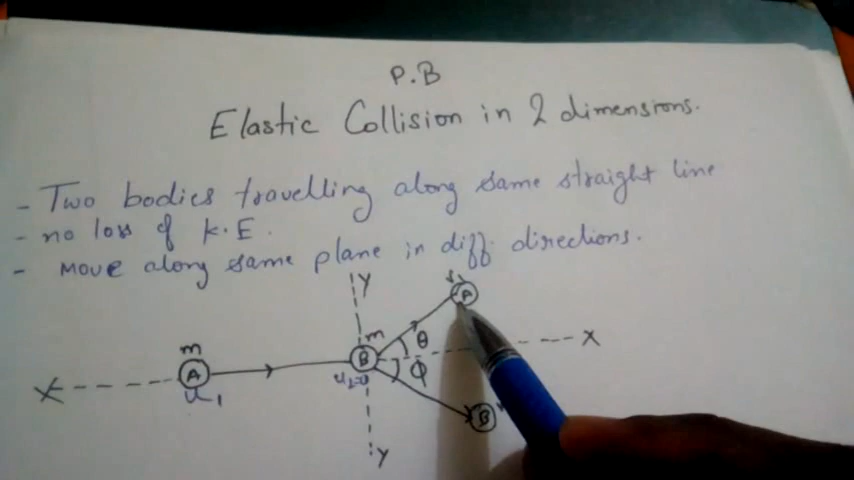 P.B
Elastic Collision in 2 dimensions.
- Two bodies travelling along same straight line
- no loss of K.E.
- Move along same plane in diff. directions.
Y
A
m
m
θ
X
A
B
X
u₁
u₂=0
ϕ
B
Y